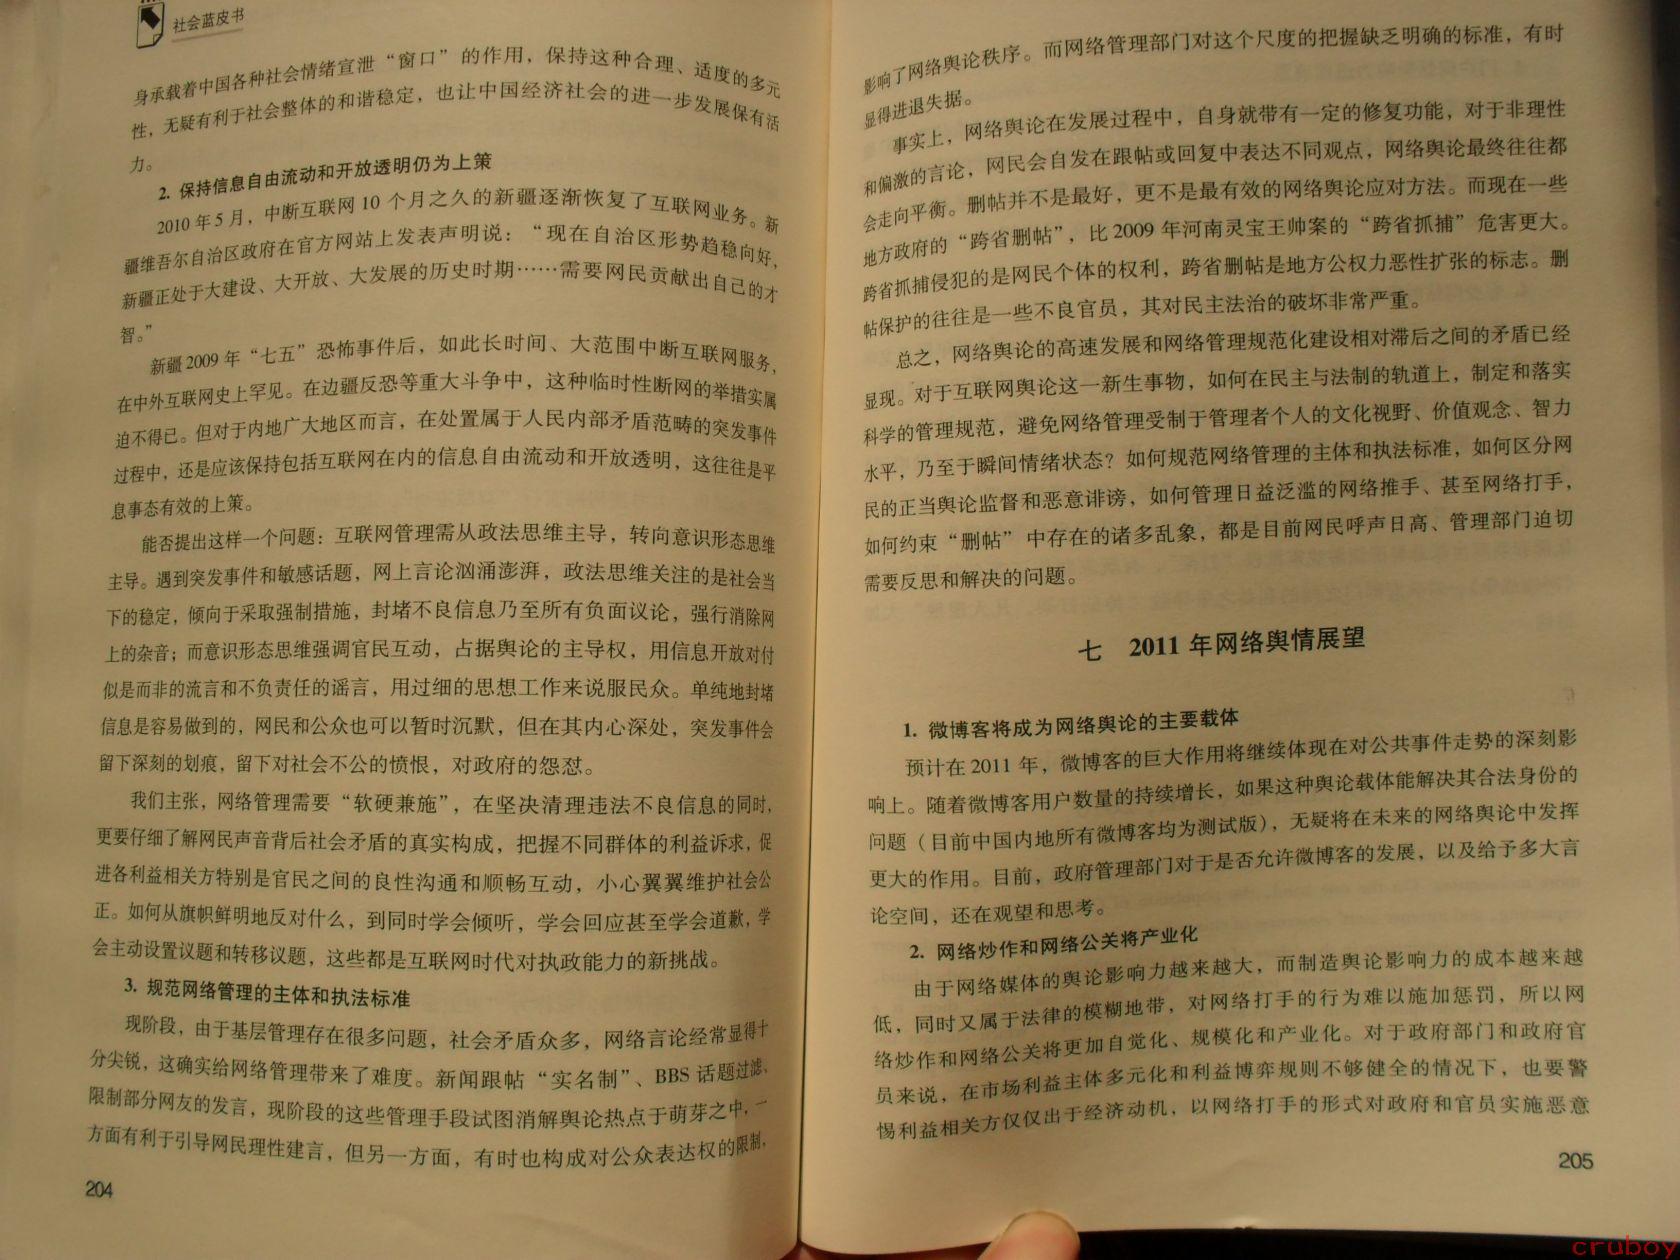 社会蓝皮书
身承载着中国各种社会情绪宣泄“窗口”的作用，保持这种合理、适度的多元
性，无疑有利于社会整体的和谐稳定，也让中国经济社会的进一步发展保有活
力。
2. 保持信息自由流动和开放透明仍为上策
2010 年 5 月，中断互联网 10 个月之久的新疆逐渐恢复了互联网业务。新
疆维吾尔自治区政府在官方网站上发表声明说：“现在自治区形势趋稳向好，
新疆正处于大建设、大开放、大发展的历史时期……需要网民贡献出自己的才
智。”
新疆 2009 年“七五”恐怖事件后，如此长时间、大范围中断互联网服务，
在中外互联网史上罕见。在边疆反恐等重大斗争中，这种临时性断网的举措实属
迫不得已。但对于内地广大地区而言，在处置属于人民内部矛盾范畴的突发事件
过程中，还是应该保持包括互联网在内的信息自由流动和开放透明，这往往是平
息事态有效的上策。
能否提出这样一个问题：互联网管理需从政法思维主导，转向意识形态思维
主导。遇到突发事件和敏感话题，网上言论汹涌澎湃，政法思维关注的是社会当
下的稳定，倾向于采取强制措施，封堵不良信息乃至所有负面议论，强行消除网
上的杂音；而意识形态思维强调官民互动，占据舆论的主导权，用信息开放对付
似是而非的流言和不负责任的谣言，用过细的思想工作来说服民众。单纯地封堵
信息是容易做到的，网民和公众也可以暂时沉默，但在其内心深处，突发事件会
留下深刻的划痕，留下对社会不公的愤恨，对政府的怨怼。
我们主张，网络管理需要“软硬兼施”，在坚决清理违法不良信息的同时，
更要仔细了解网民声音背后社会矛盾的真实构成，把握不同群体的利益诉求，促
进各利益相关方特别是官民之间的良性沟通和顺畅互动，小心翼翼维护社会公
正。如何从旗帜鲜明地反对什么，到同时学会倾听，学会回应甚至学会道歉，学
会主动设置议题和转移议题，这些都是互联网时代对执政能力的新挑战。
3. 规范网络管理的主体和执法标准
现阶段，由于基层管理存在很多问题，社会矛盾众多，网络言论经常显得十
分尖锐，这确实给网络管理带来了难度。新闻跟帖“实名制”、BBS 话题过滤、
限制部分网友的发言，现阶段的这些管理手段试图消解舆论热点于萌芽之中，一
方面有利于引导网民理性建言，但另一方面，有时也构成对公众表达权的限制，
204
影响了网络舆论秩序。而网络管理部门对这个尺度的把握缺乏明确的标准，有时
显得进退失据。
事实上，网络舆论在发展过程中，自身就带有一定的修复功能，对于非理性
和偏激的言论，网民会自发在跟帖或回复中表达不同观点，网络舆论最终往往都
会走向平衡。删帖并不是最好，更不是最有效的网络舆论应对方法。而现在一些
地方政府的“跨省删帖”，比 2009 年河南灵宝王帅案的“跨省抓捕”危害更大。
跨省抓捕侵犯的是网民个体的权利，跨省删帖是地方公权力恶性扩张的标志。删
帖保护的往往是一些不良官员，其对民主法治的破坏非常严重。
总之，网络舆论的高速发展和网络管理规范化建设相对滞后之间的矛盾已经
显现。对于互联网舆论这一新生事物，如何在民主与法制的轨道上，制定和落实
科学的管理规范，避免网络管理受制于管理者个人的文化视野、价值观念、智力
水平，乃至于瞬间情绪状态？如何规范网络管理的主体和执法标准，如何区分网
民的正当舆论监督和恶意诽谤，如何管理日益泛滥的网络推手、甚至网络打手，
如何约束“删帖”中存在的诸多乱象，都是目前网民呼声日高、管理部门迫切
需要反思和解决的问题。
七 2011 年网络舆情展望
1. 微博客将成为网络舆论的主要载体
预计在 2011 年，微博客的巨大作用将继续体现在对公共事件走势的深刻影
响上。随着微博客用户数量的持续增长，如果这种舆论载体能解决其合法身份的
问题（目前中国内地所有微博客均为测试版），无疑将在未来的网络舆论中发挥
更大的作用。目前，政府管理部门对于是否允许微博客的发展，以及给予多大言
论空间，还在观望和思考。
2. 网络炒作和网络公关将产业化
由于网络媒体的舆论影响力越来越大，而制造舆论影响力的成本越来越
低，同时又属于法律的模糊地带，对网络打手的行为难以施加惩罚，所以网
络炒作和网络公关将更加自觉化、规模化和产业化。对于政府部门和政府官
员来说，在市场利益主体多元化和利益博弈规则不够健全的情况下，也要警
惕利益相关方仅仅出于经济动机，以网络打手的形式对政府和官员实施恶意
205
cruboy